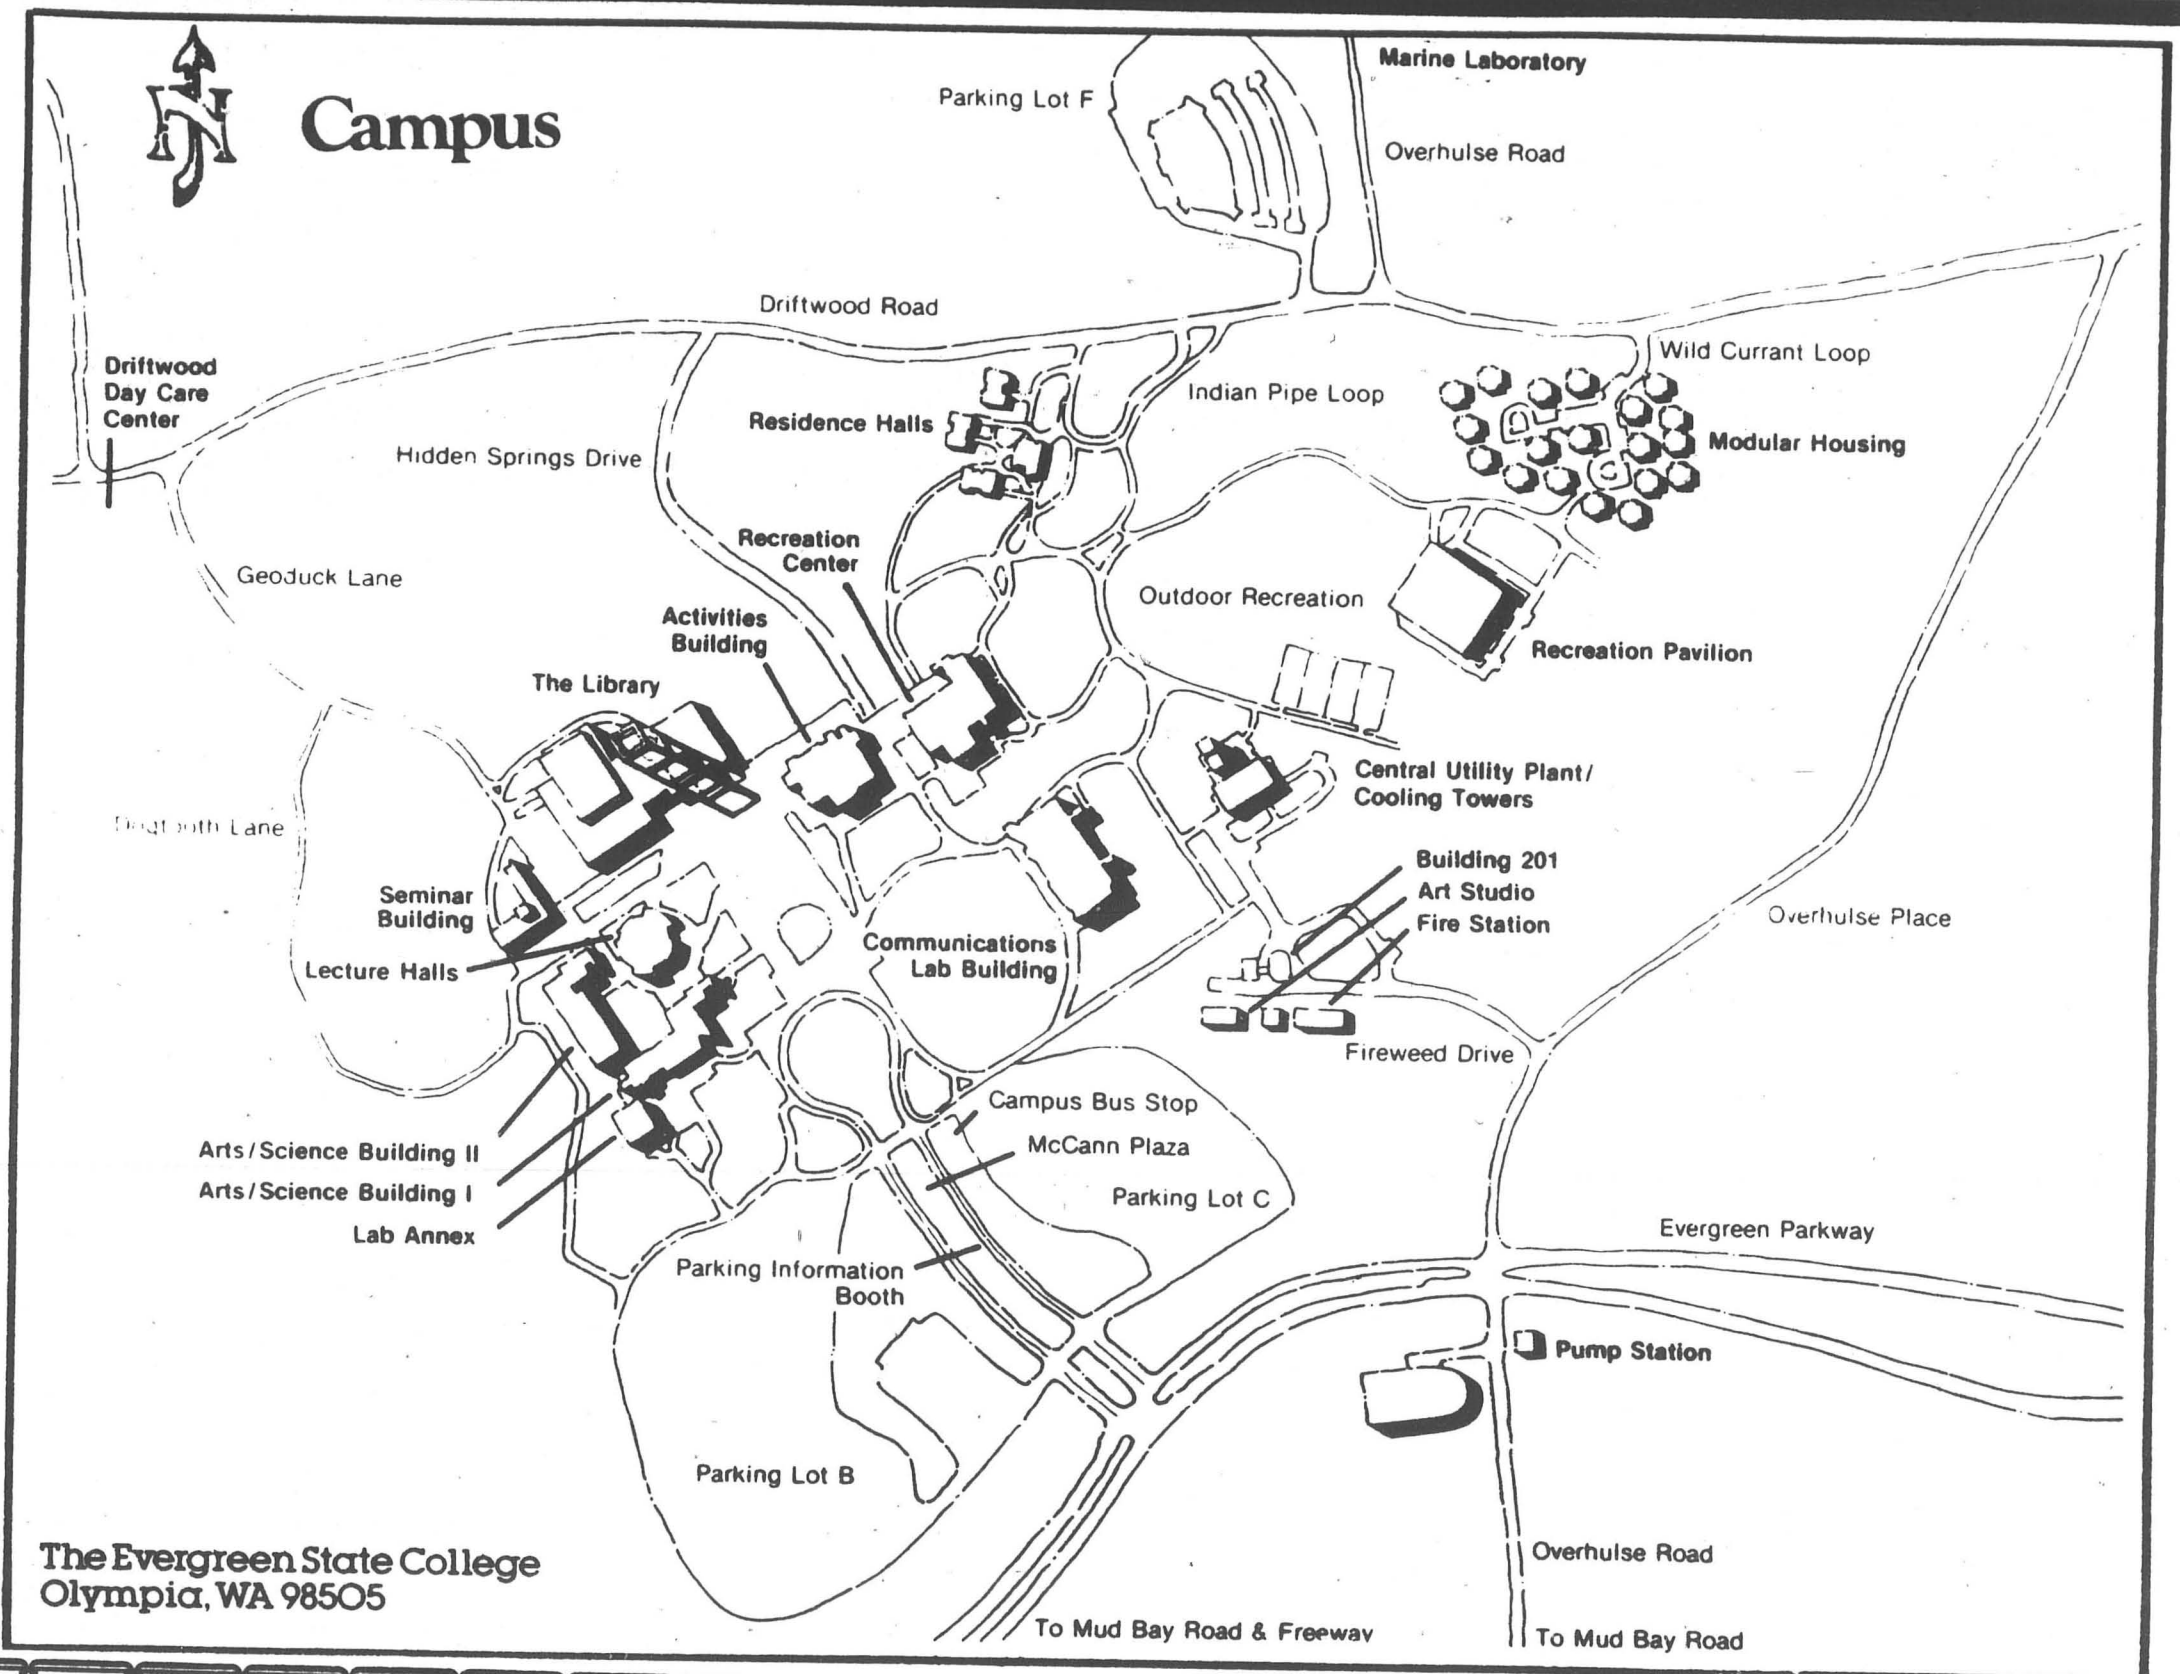 N
Campus
Marine Laboratory
Parking Lot F
Overhulse Road
Driftwood Road
Driftwood
Day Care
Center
Wild Currant Loop
Indian Pipe Loop
Residence Halls
Modular Housing
Hidden Springs Drive
Recreation
Center
Geoduck Lane
Outdoor Recreation
Activities
Building
Recreation Pavilion
The Library
Central Utility Plant/
Cooling Towers
Lane
Building 201
Art Studio
Fire Station
Seminar
Building
Overhulse Place
Communications
Lab Building
Lecture Halls
Fireweed Drive
Campus Bus Stop
McCann Plaza
Arts/Science Building II
Arts/Science Building I
Parking Lot C
Lab Annex
Evergreen Parkway
Parking Information
Booth
Pump Station
Parking Lot B
The Evergreen State College
Olympia, WA 98505
Overhulse Road
To Mud Bay Road & Freeway
To Mud Bay Road